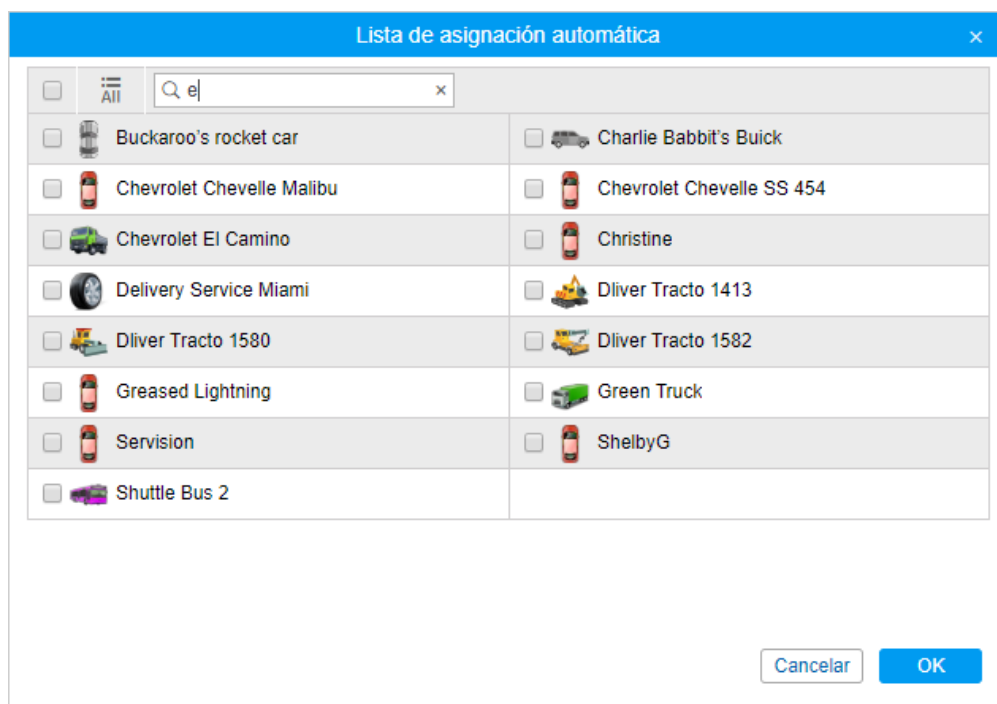 Lista de asignación automática ×
All e ×
Buckaroo's rocket car Charlie Babbit's Buick
Chevrolet Chevelle Malibu Chevrolet Chevelle SS 454
Chevrolet El Camino Christine
Delivery Service Miami Dliver Tracto 1413
Dliver Tracto 1580 Dliver Tracto 1582
Greased Lightning Green Truck
Servision ShelbyG
Shuttle Bus 2
Cancelar OK